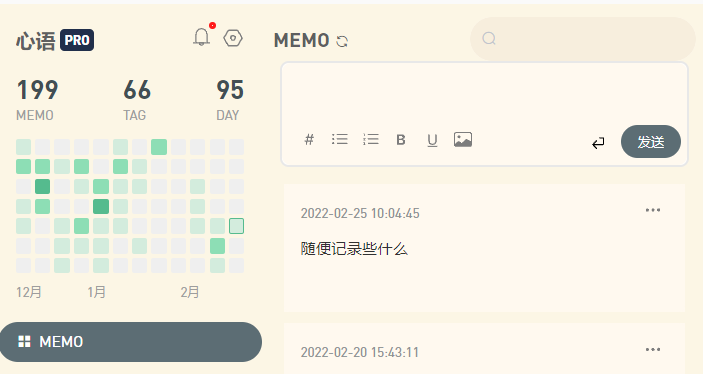 心语 PRO
199 66 95
MEMO TAG DAY
12月 1月 2月
MEMO
MEMO
# B U
发送
2022-02-25 10:04:45
随便记录些什么
2022-02-20 15:43:11